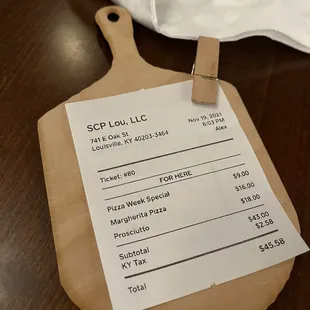 SCP Lou, LLC
741 E Oak St
Louisville, KY 40203-3464
Nov 19, 2021
6:03 PM
Alex
Ticket: #80
FOR HERE
Pizza Week Special $9.00
Margherita Pizza $16.00
Prosciutto $18.00
Subtotal $43.00
KY Tax $2.58
Total $45.58